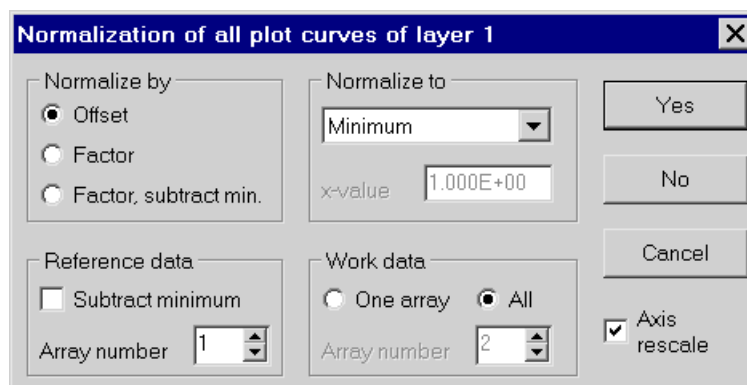 Normalization of all plot curves of layer 1
Normalize by
Offset
Factor
Factor, subtract min.
Normalize to
Minimum
x-value 1.000E+00
Yes
No
Cancel
Reference data
Subtract minimum
Array number 1
Work data
One array All
Array number 2
Axis
rescale